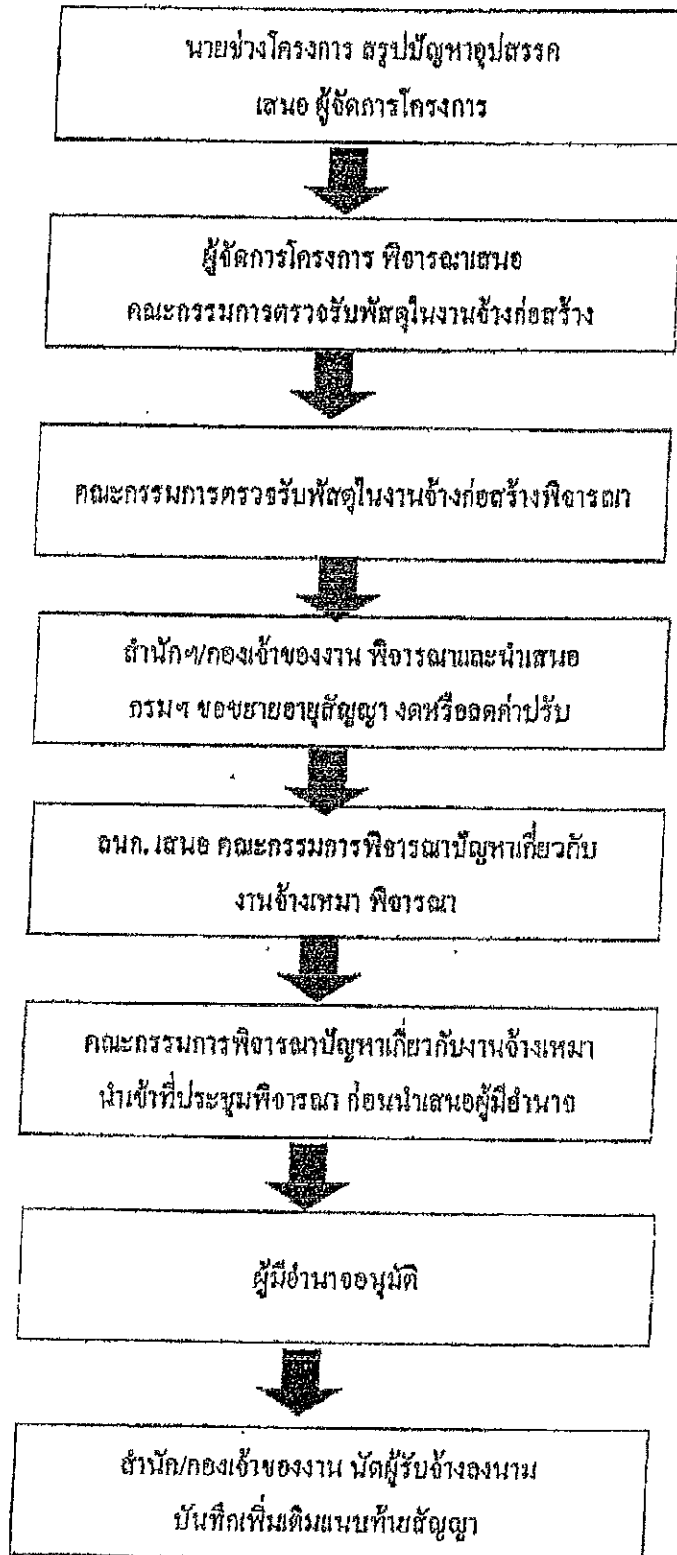 นายช่างโครงการ สรุปปัญหาอุปสรรค
เสนอ ผู้จัดการโครงการ
ผู้จัดการโครงการ พิจารณาเสนอ
คณะกรรมการตรวจรับพัสดุในงานจ้างก่อสร้าง
คณะกรรมการตรวจรับพัสดุในงานจ้างก่อสร้างพิจารณา
สำนักฯ/กองเจ้าของงาน พิจารณาและนำเสนอ
กรมฯ ขอขยายอายุสัญญา งดหรือลดค่าปรับ
ลนก. เสนอ คณะกรรมการพิจารณาปัญหาเกี่ยวกับ
งานจ้างเหมา พิจารณา
คณะกรรมการพิจารณาปัญหาเกี่ยวกับงานจ้างเหมา
นำเข้าที่ประชุมพิจารณา ก่อนนำเสนอผู้มีอำนาจ
ผู้มีอำนาจอนุมัติ
สำนัก/กองเจ้าของงาน นัดผู้รับจ้างลงนาม
บันทึกเพิ่มเติมแนบท้ายสัญญา